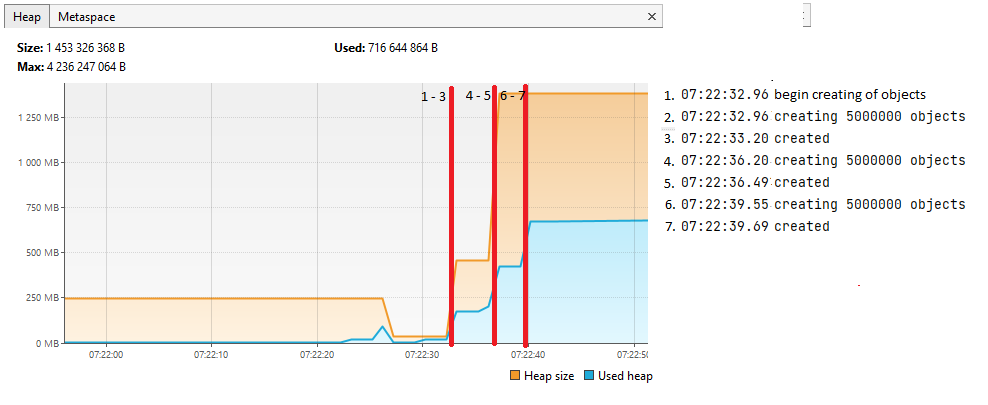 Heap Metaspace ×
Size: 1 453 326 368 B Used: 716 644 864 B
Max: 4 236 247 064 B
1 - 3 4 - 5 6 - 7
1 250 MB
1 000 MB
750 MB
500 MB
250 MB
0 MB
07:22:00 07:22:10 07:22:20 07:22:30 07:22:40 07:22:50
Heap size Used heap
1. 07:22:32.96 begin creating of objects
2. 07:22:32.96 creating 5000000 objects
3. 07:22:33.20 created
4. 07:22:36.20 creating 5000000 objects
5. 07:22:36.49 created
6. 07:22:39.55 creating 5000000 objects
7. 07:22:39.69 created